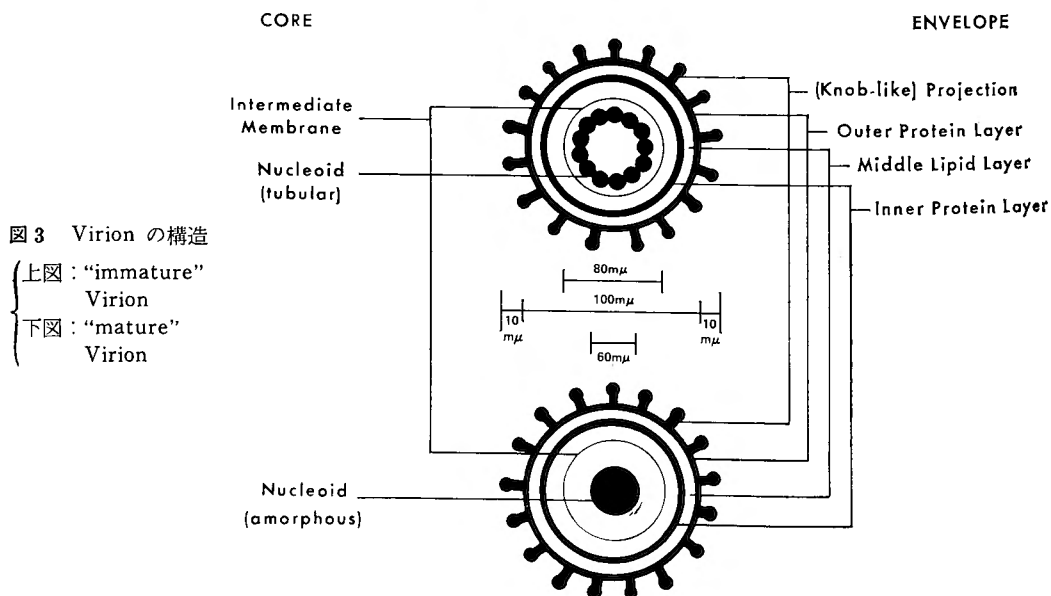 CORE
ENVELOPE
Intermediate
Membrane
Nucleoid
(tubular)
(Knob-like) Projection
Outer Protein Layer
Middle Lipid Layer
Inner Protein Layer
図3 Virion の構造
上図:“immature”
Virion
下図:“mature”
Virion
80mμ
100mμ
10
mμ
10
mμ
60mμ
Nucleoid
(amorphous)